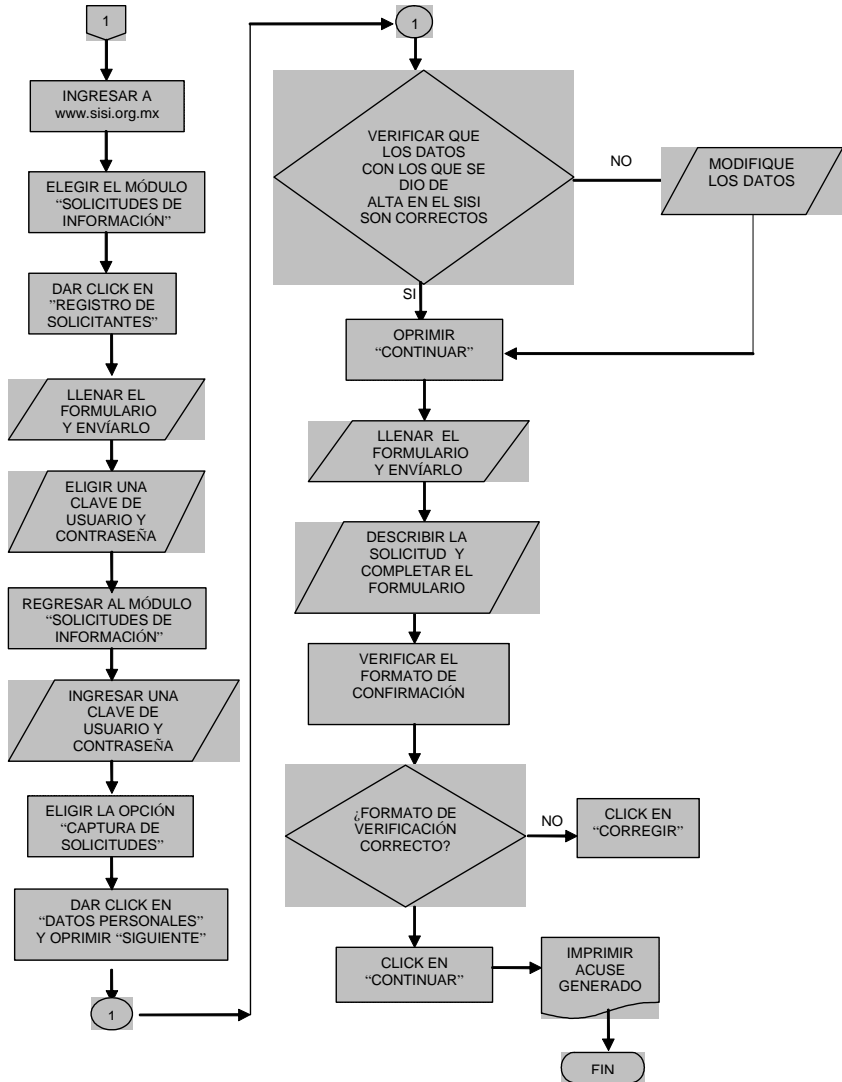 1
INGRESAR A
www.sisi.org.mx
ELEGIR EL MÓDULO
“SOLICITUDES DE
INFORMACIÓN”
DAR CLICK EN
”REGISTRO DE
SOLICITANTES”
LLENAR EL
FORMULARIO
Y ENVÍARLO
ELIGIR UNA
CLAVE DE
USUARIO Y
CONTRASEÑA
REGRESAR AL MÓDULO
“SOLICITUDES DE
INFORMACIÓN”
INGRESAR UNA
CLAVE DE
USUARIO Y
CONTRASEÑA
ELIGIR LA OPCIÓN
“CAPTURA DE
SOLICITUDES”
DAR CLICK EN
“DATOS PERSONALES”
Y OPRIMIR “SIGUIENTE”
1
1
VERIFICAR QUE
LOS DATOS
CON LOS QUE SE
DIO DE
ALTA EN EL SISI
SON CORRECTOS
NO
MODIFIQUE
LOS DATOS
SI
OPRIMIR
“CONTINUAR”
LLENAR EL
FORMULARIO
Y ENVÍARLO
DESCRIBIR LA
SOLICITUD Y
COMPLETAR EL
FORMULARIO
VERIFICAR EL
FORMATO DE
CONFIRMACIÓN
¿FORMATO DE
VERIFICACIÓN
CORRECTO?
NO
CLICK EN
“CORREGIR”
CLICK EN
“CONTINUAR”
IMPRIMIR
ACUSE
GENERADO
FIN